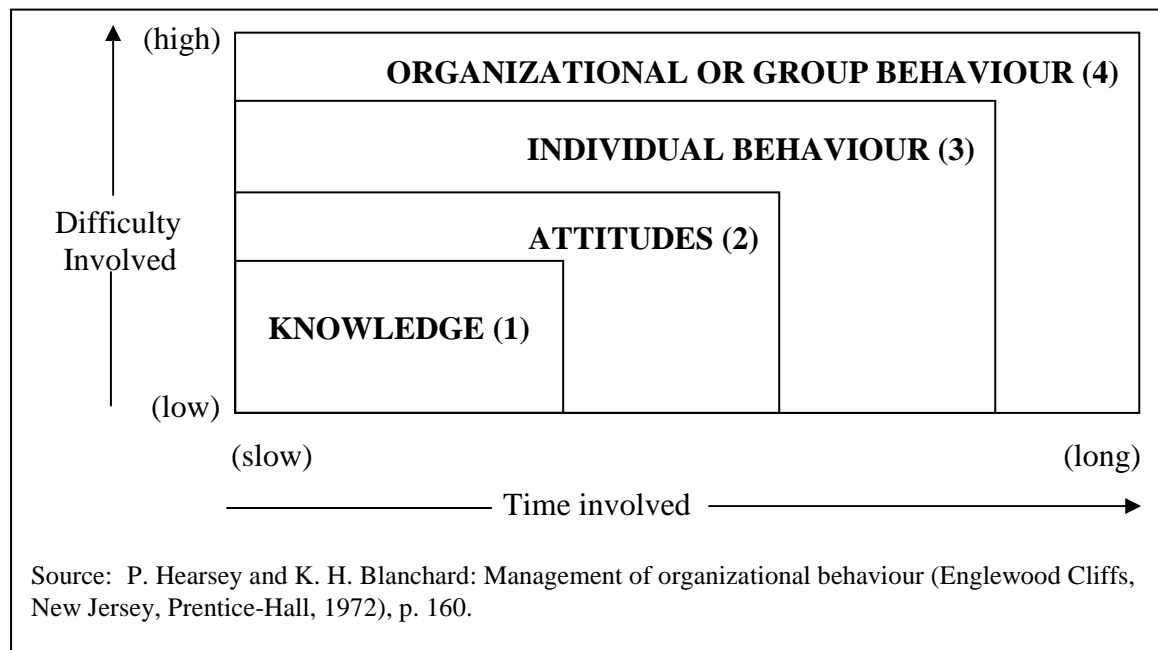 (high)
ORGANIZATIONAL OR GROUP BEHAVIOUR (4)
INDIVIDUAL BEHAVIOUR (3)
Difficulty
Involved
ATTITUDES (2)
KNOWLEDGE (1)
(low)
(slow)
(long)
Time involved
Source: P. Hearsey and K. H. Blanchard: Management of organizational behaviour (Englewood Cliffs,
New Jersey, Prentice-Hall, 1972), p. 160.